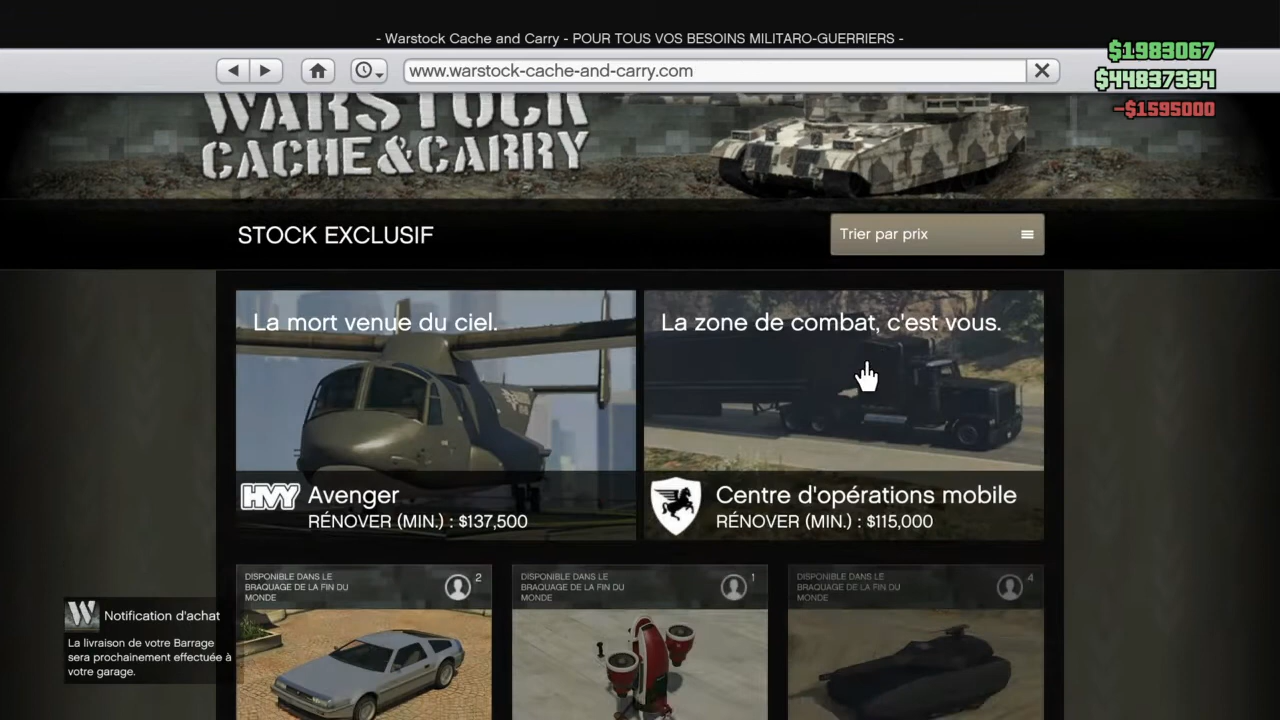 - Warstock Cache and Carry - POUR TOUS VOS BESOINS MILITARO-GUERRIERS -
$1983067
www.warstock-cache-and-carry.com
$44837334
-$1595000
WARSTOCK
CACHE&CARRY
STOCK EXCLUSIF
Trier par prix
La mort venue du ciel.
La zone de combat, c'est vous.
HVY
Avenger
RÉNOVER (MIN.) : $137,500
Centre d'opérations mobile
RÉNOVER (MIN.) : $115,000
DISPONIBLE DANS LE
BRAQUAGE DE LA FIN DU
MONDE
2
DISPONIBLE DANS LE
BRAQUAGE DE LA FIN DU
MONDE
1
DISPONIBLE DANS LE
BRAQUAGE DE LA FIN DU
MONDE
4
W
Notification d'achat
La livraison de votre Barrage
sera prochainement effectuée à
votre garage.